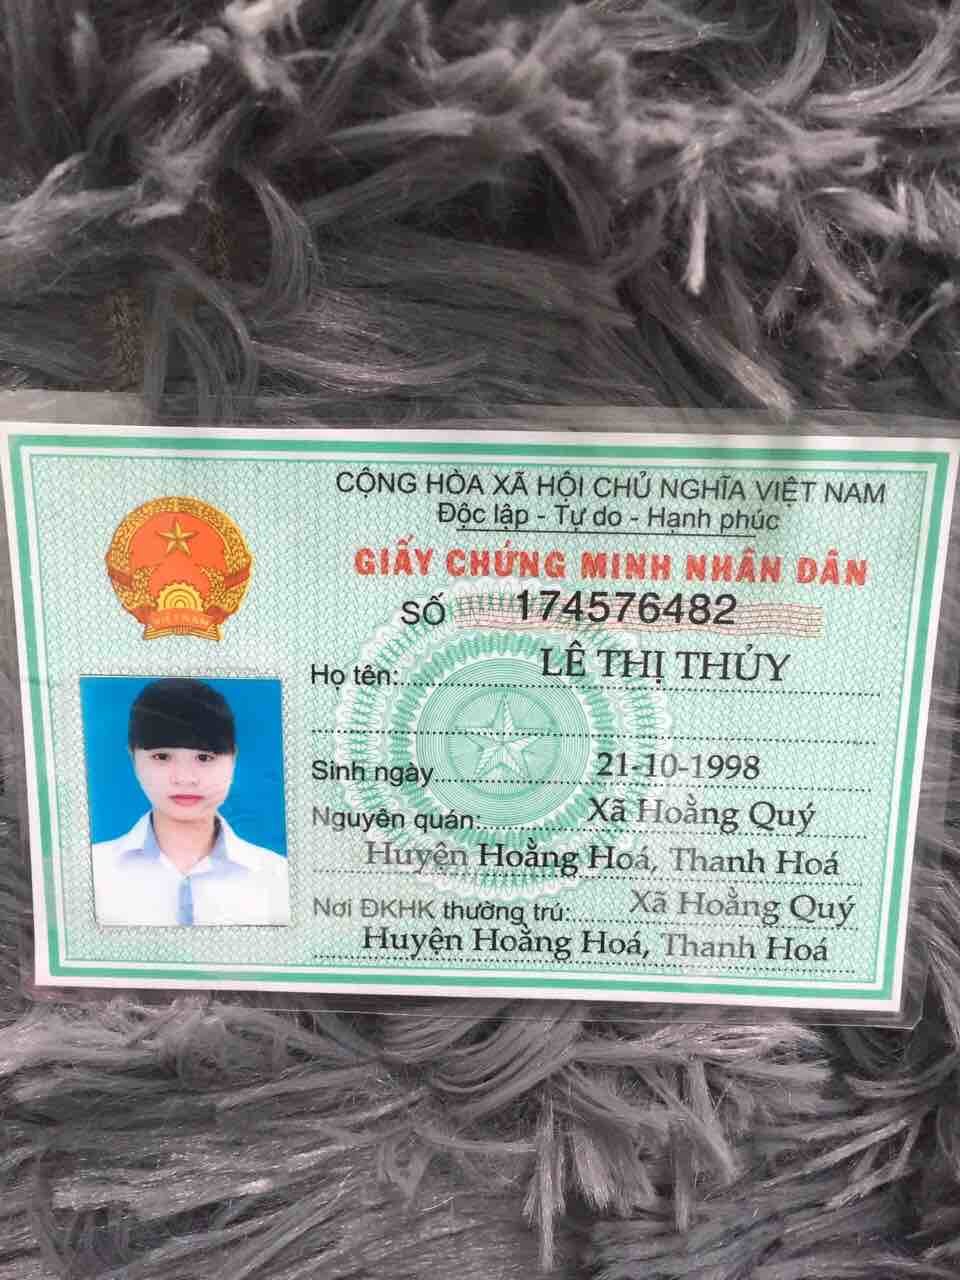 CỘNG HÒA XÃ HỘI CHỦ NGHĨA VIỆT NAM
Độc lập - Tự do - Hạnh phúc
GIẤY CHỨNG MINH NHÂN DÂN
SỐ 174576482
Họ tên: LÊ THỊ THỦY
Sinh ngày 21-10-1998
Nguyên quán: Xã Hoằng Quý
Huyện Hoằng Hoá, Thanh Hoá
Nơi ĐKHK thường trú: Xã Hoằng Quý
Huyện Hoằng Hoá, Thanh Hoá
VIỆT NAM